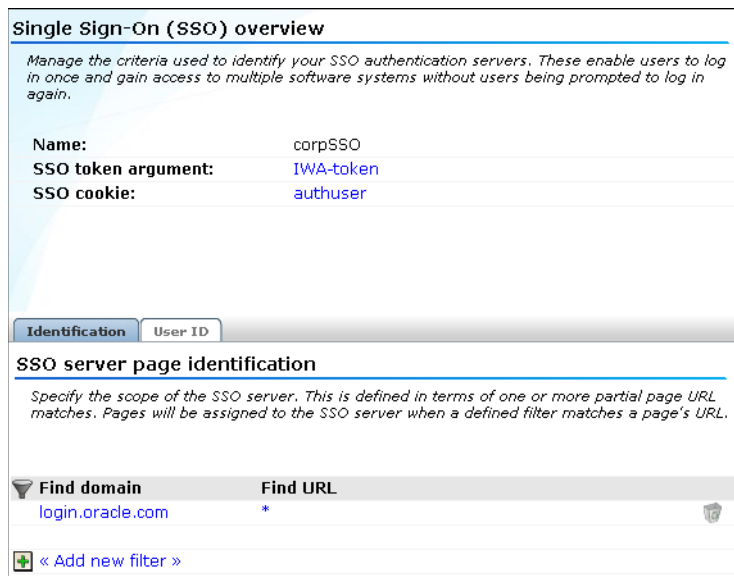 Single Sign-On (SSO) overview
Manage the criteria used to identify your SSO authentication servers. These enable users to log
in once and gain access to multiple software systems without users being prompted to log in
again.
Name: corpSSO
SSO token argument: IWA-token
SSO cookie: authuser
Identification User ID
SSO server page identification
Specify the scope of the SSO server. This is defined in terms of one or more partial page URL
matches. Pages will be assigned to the SSO server when a defined filter matches a page's URL.
Find domain Find URL
login.oracle.com *
« Add new filter »